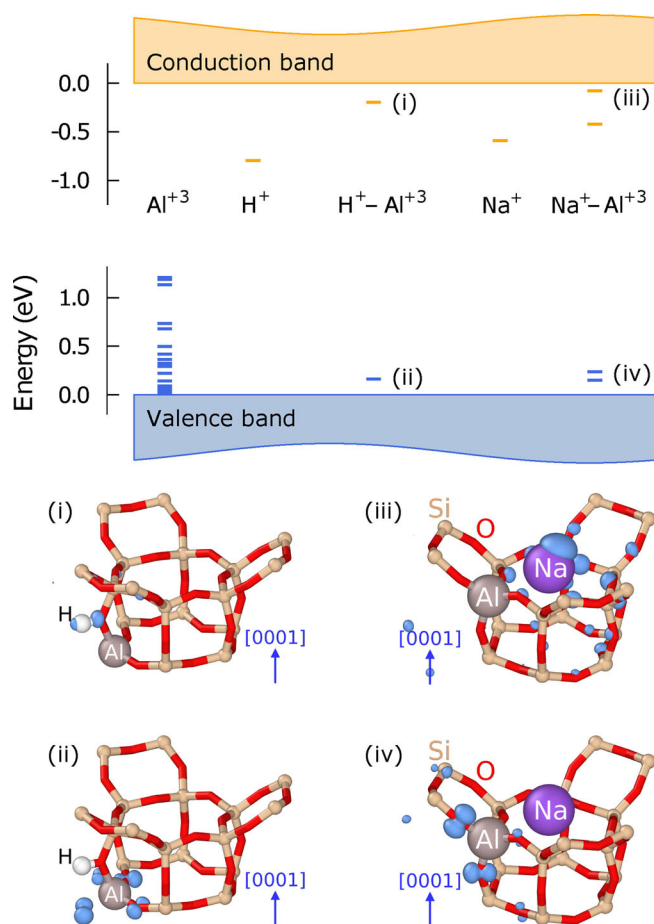 Conduction band
0.0
(i)
(iii)
-0.5
-1.0
Al+3
H+
H+– Al+3
Na+
Na+–Al+3
Energy (eV)
1.0
0.5
(ii)
(iv)
0.0
Valence band
(i)
H
Al
[0001]
(iii)
Si
O
Na
Al
[0001]
(ii)
H
Al
[0001]
(iv)
Si
O
Na
Al
[0001]